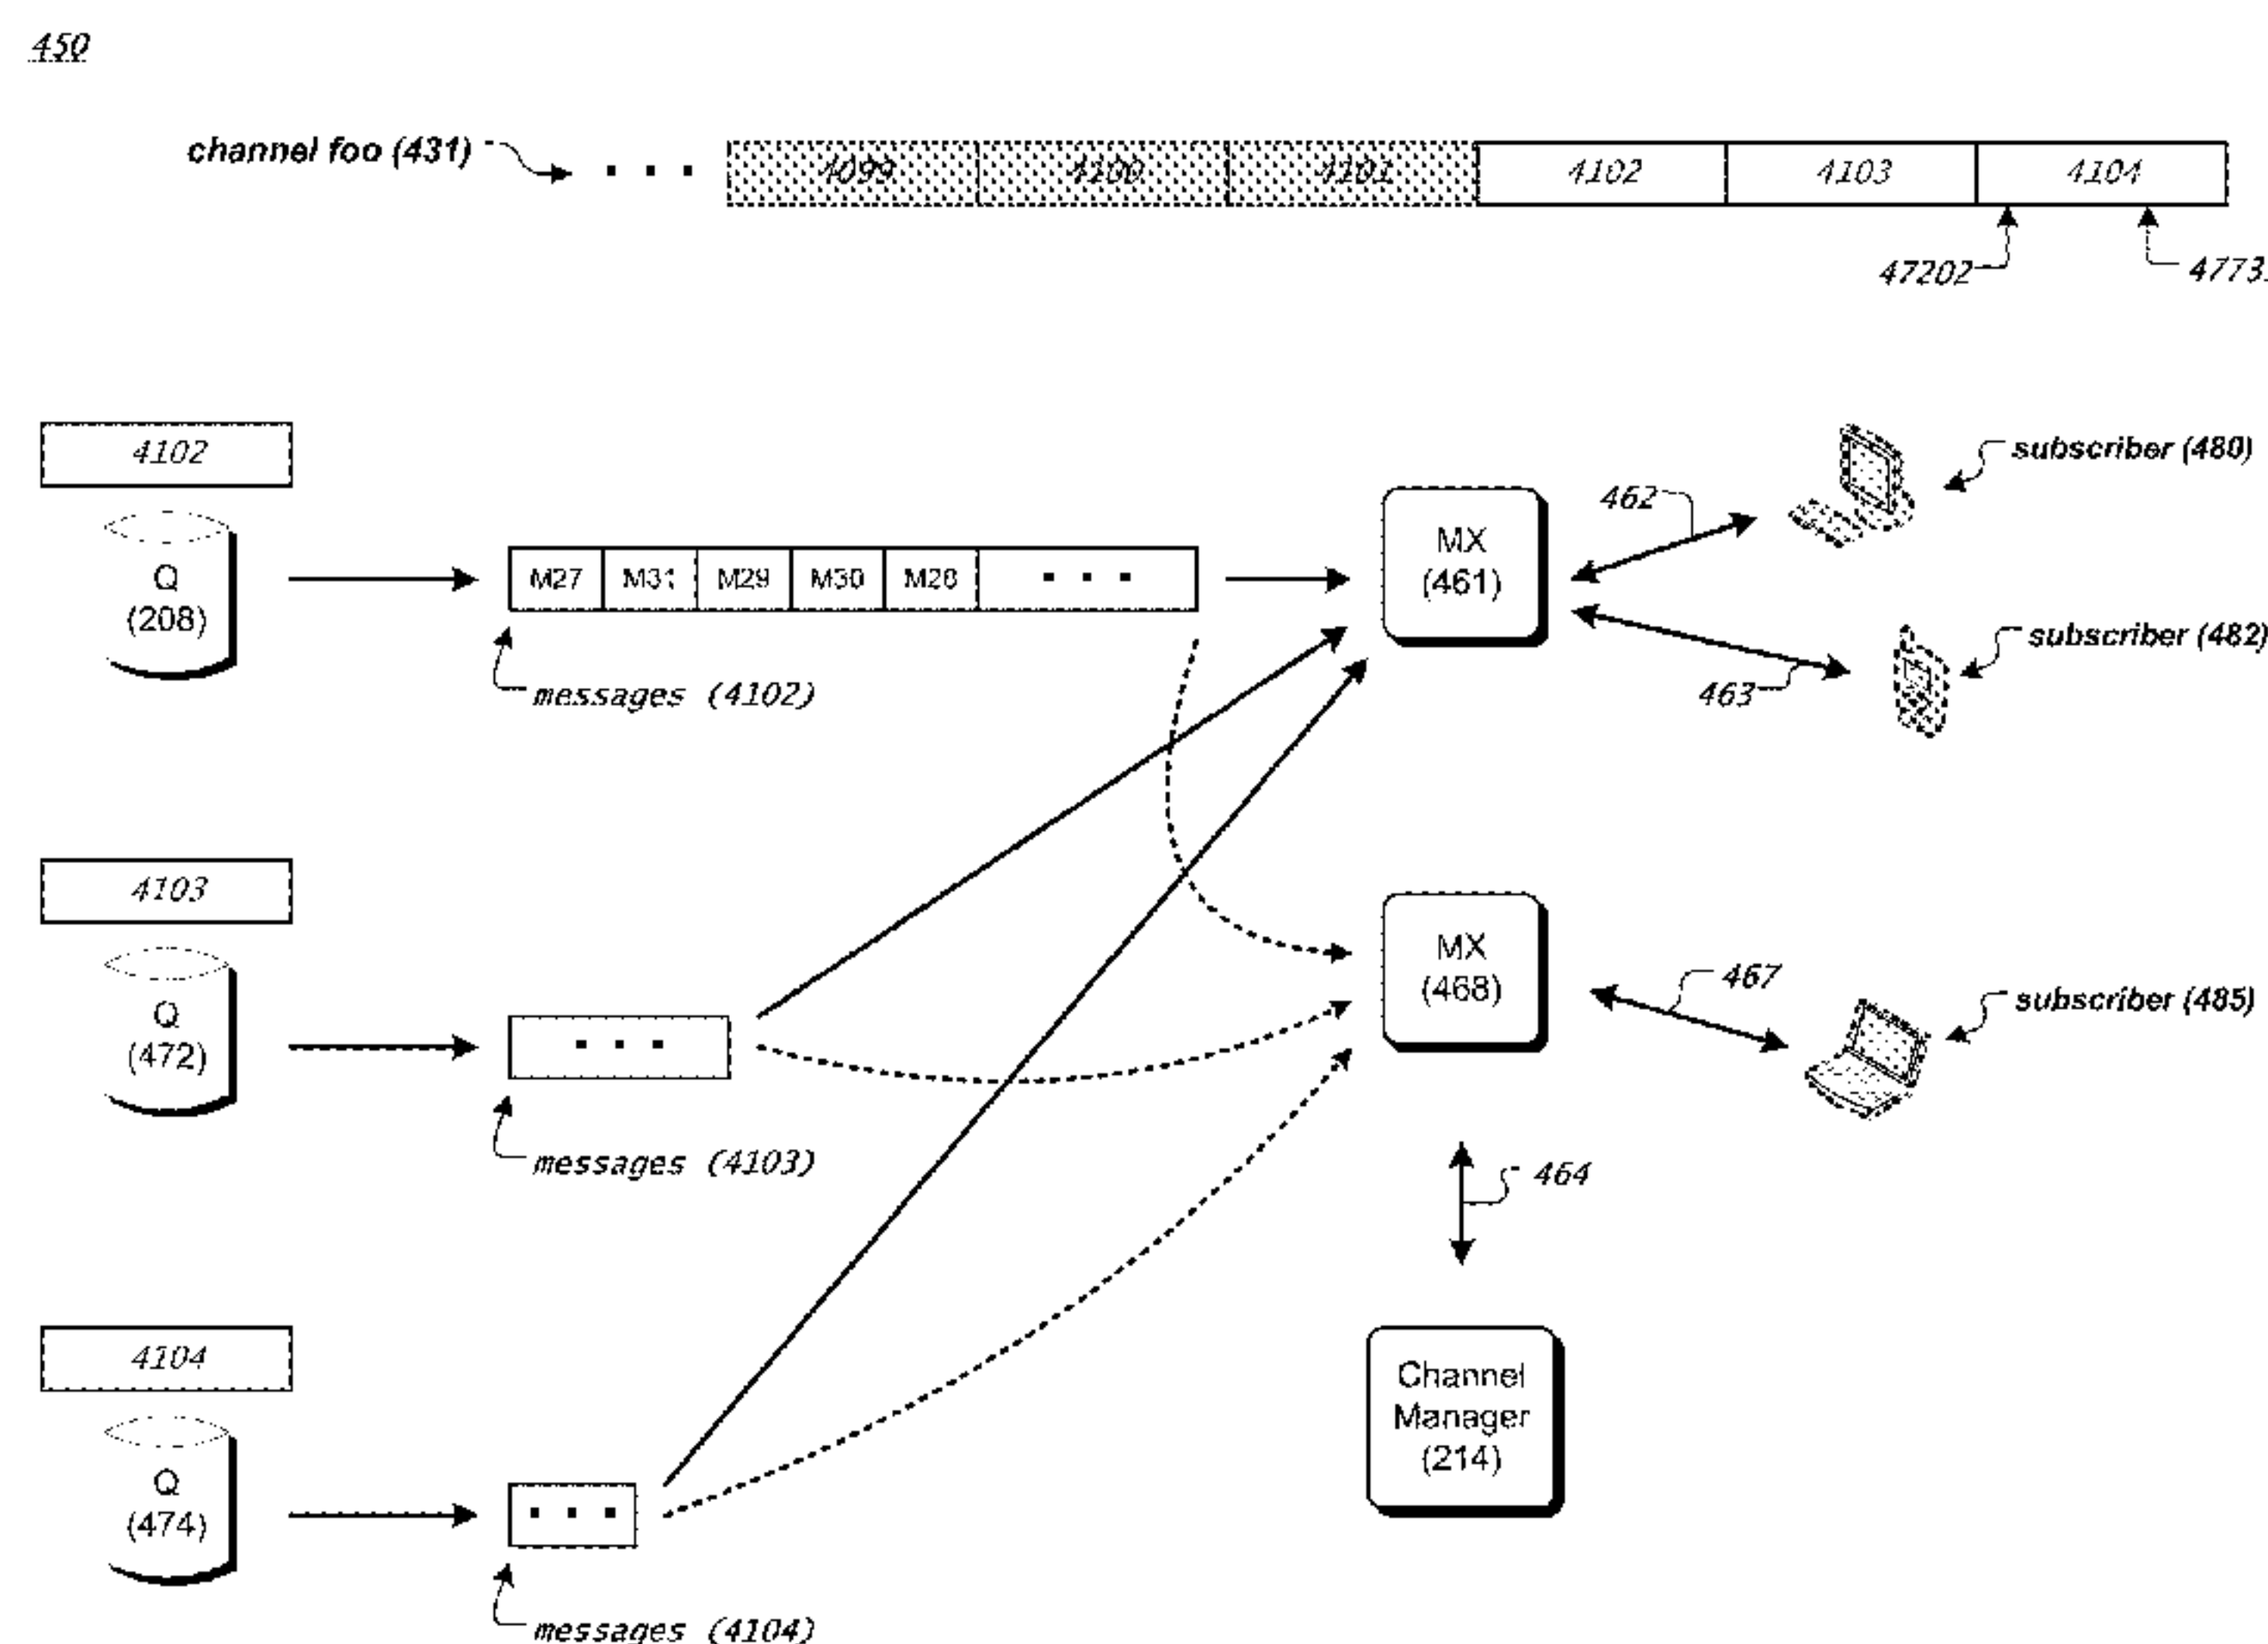 450
channel foo (431)
. . .
4099 4100 4101 4102 4103 4104
47202
4102
Q
(208)
M27 M31 M29 M30 M28 . . .
messages (4102)
MX
(461)
462
463
subscriber (480)
subscriber (482)
4103
Q
(472)
. . .
messages (4103)
MX
(468)
467
subscriber (485)
464
4104
Q
(474)
. . .
messages (4104)
Channel
Manager
(214)